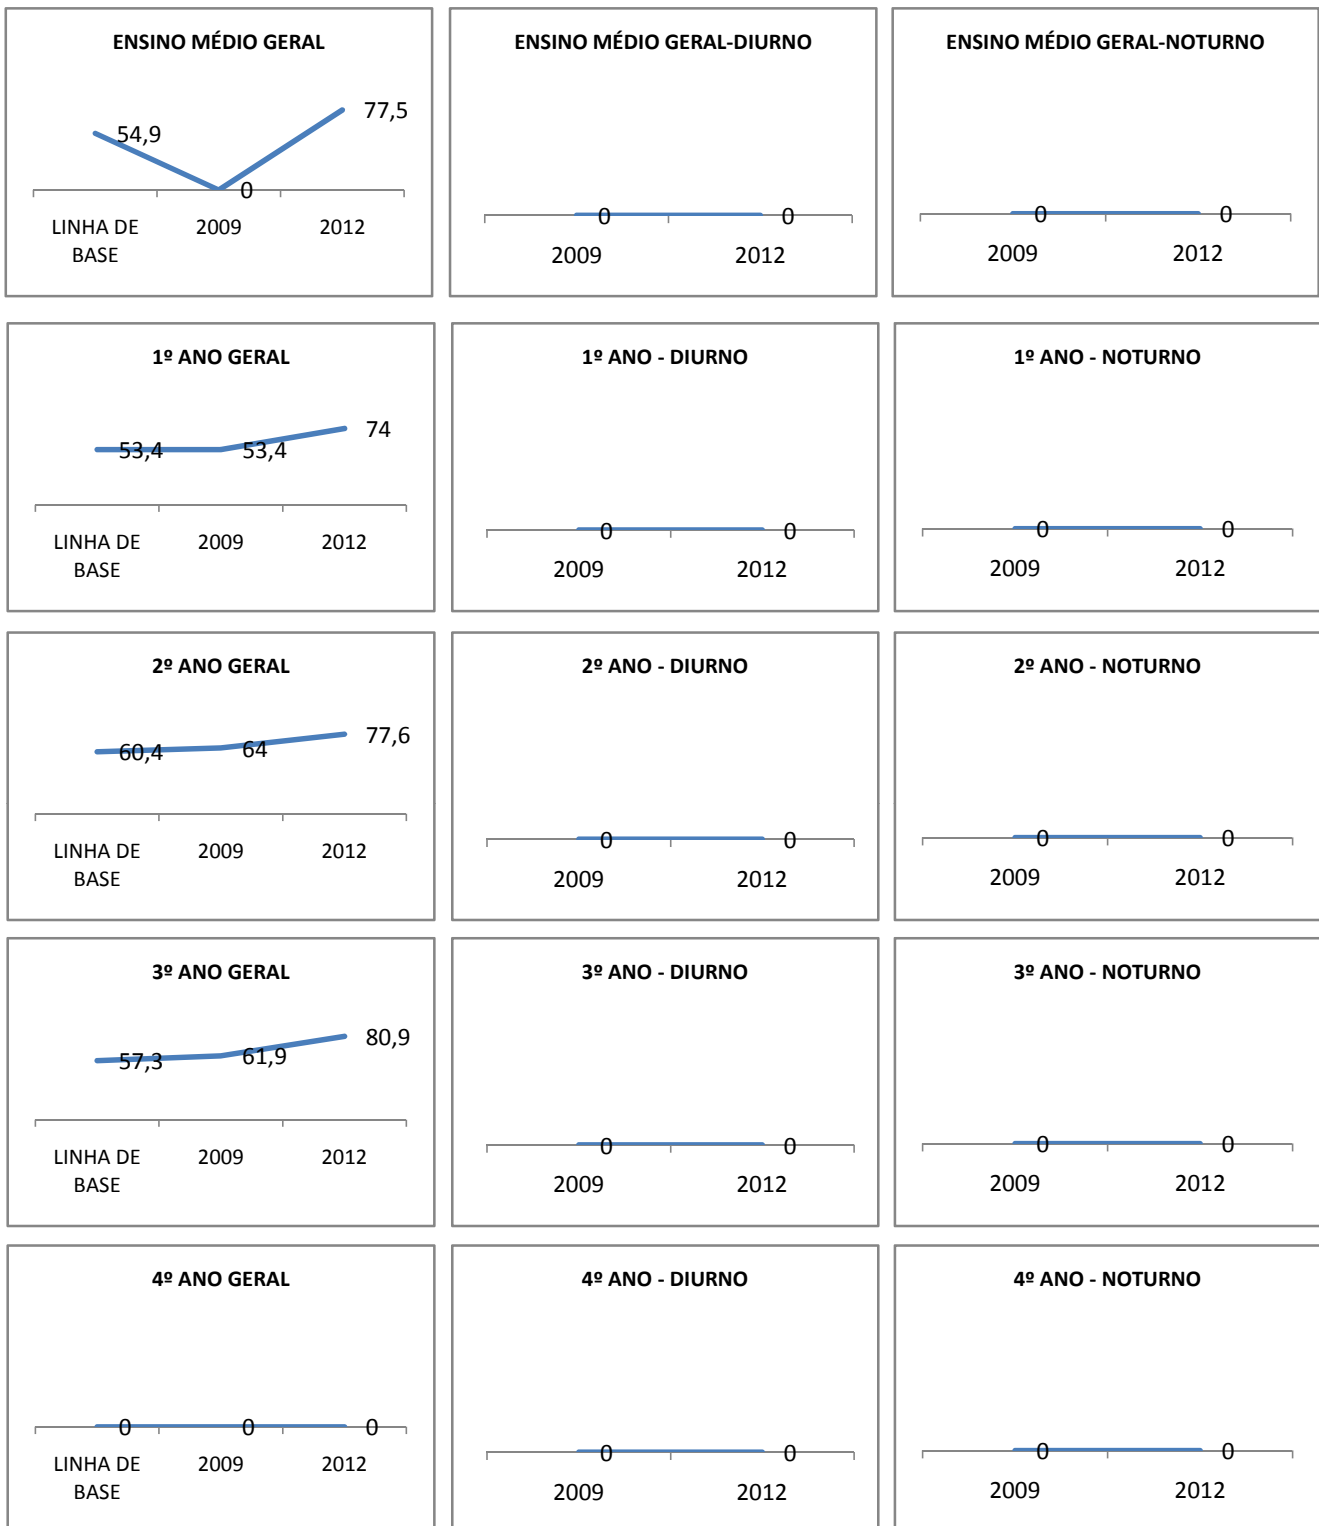 ENSINO MÉDIO GERAL
54,9
0
77,5
LINHA DE
BASE
2009
2012
ENSINO MÉDIO GERAL-DIURNO
0
0
2009
2012
ENSINO MÉDIO GERAL-NOTURNO
0
0
2009
2012
1º ANO GERAL
53,4
53,4
74
LINHA DE
BASE
2009
2012
1º ANO - DIURNO
0
0
2009
2012
1º ANO - NOTURNO
0
0
2009
2012
2º ANO GERAL
60,4
64
77,6
LINHA DE
BASE
2009
2012
2º ANO - DIURNO
0
0
2009
2012
2º ANO - NOTURNO
0
0
2009
2012
3º ANO GERAL
57,3
61,9
80,9
LINHA DE
BASE
2009
2012
3º ANO - DIURNO
0
0
2009
2012
3º ANO - NOTURNO
0
0
2009
2012
4º ANO GERAL
0
0
0
LINHA DE
BASE
2009
2012
4º ANO - DIURNO
0
0
2009
2012
4º ANO - NOTURNO
0
0
2009
2012